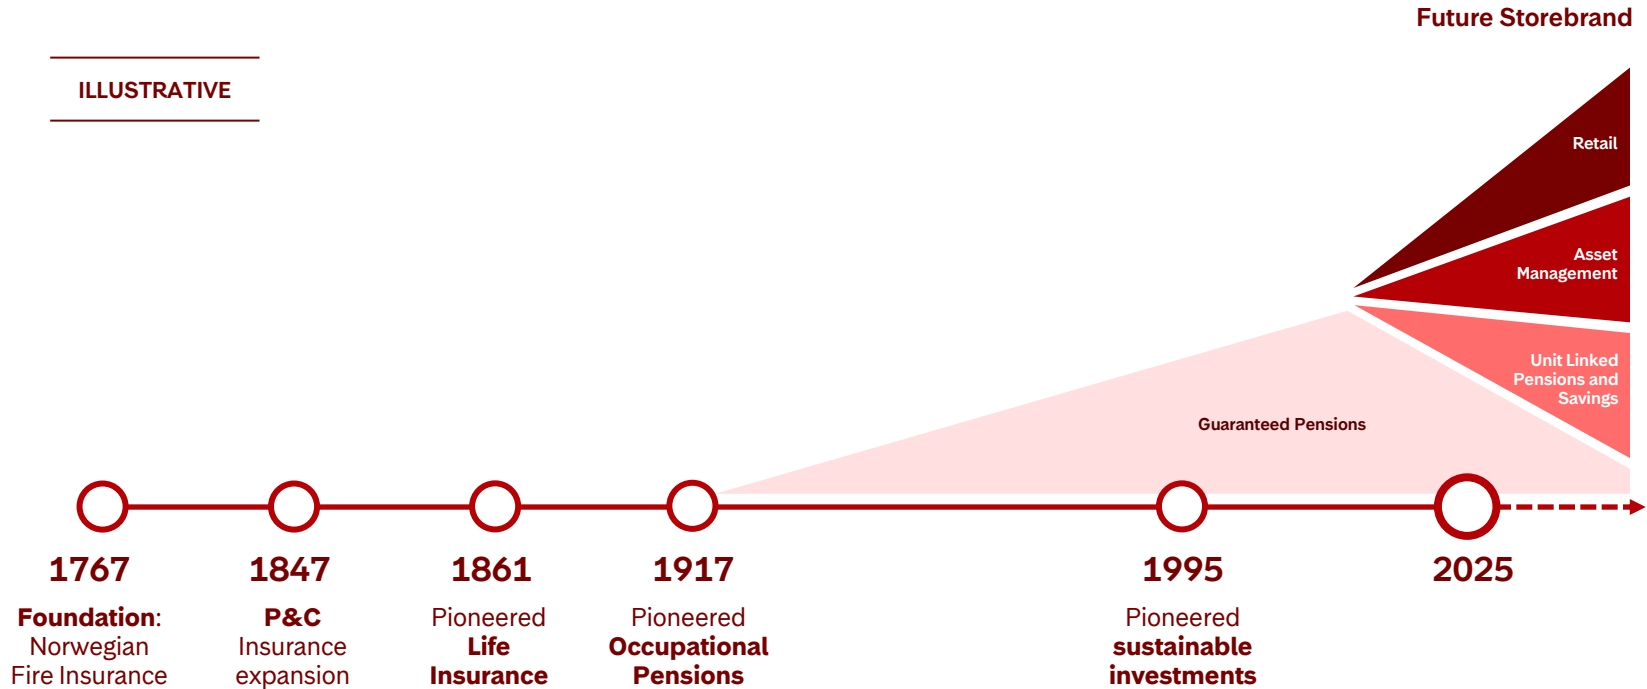 Future Storebrand
ILLUSTRATIVE
Retail
Asset
Management
Unit Linked
Pensions and
Savings
Guaranteed Pensions
1767
Foundation:
Norwegian
Fire Insurance
1847
P&C
Insurance
expansion
1861
Pioneered
Life
Insurance
1917
Pioneered
Occupational
Pensions
1995
Pioneered
sustainable
investments
2025